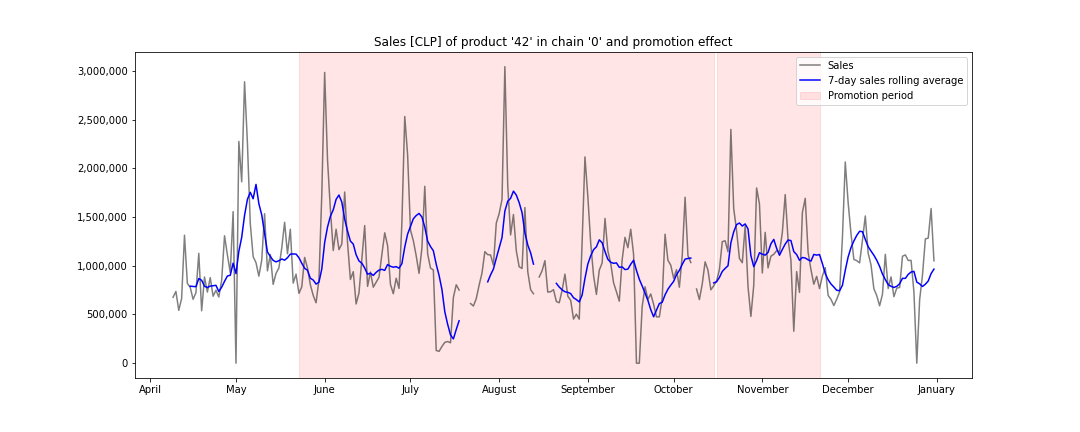 Sales [CLP] of product '42' in chain '0' and promotion effect
3,000,000
2,500,000
2,000,000
1,500,000
1,000,000
500,000
0
Sales
7-day sales rolling average
Promotion period
April May June July August September October November December January